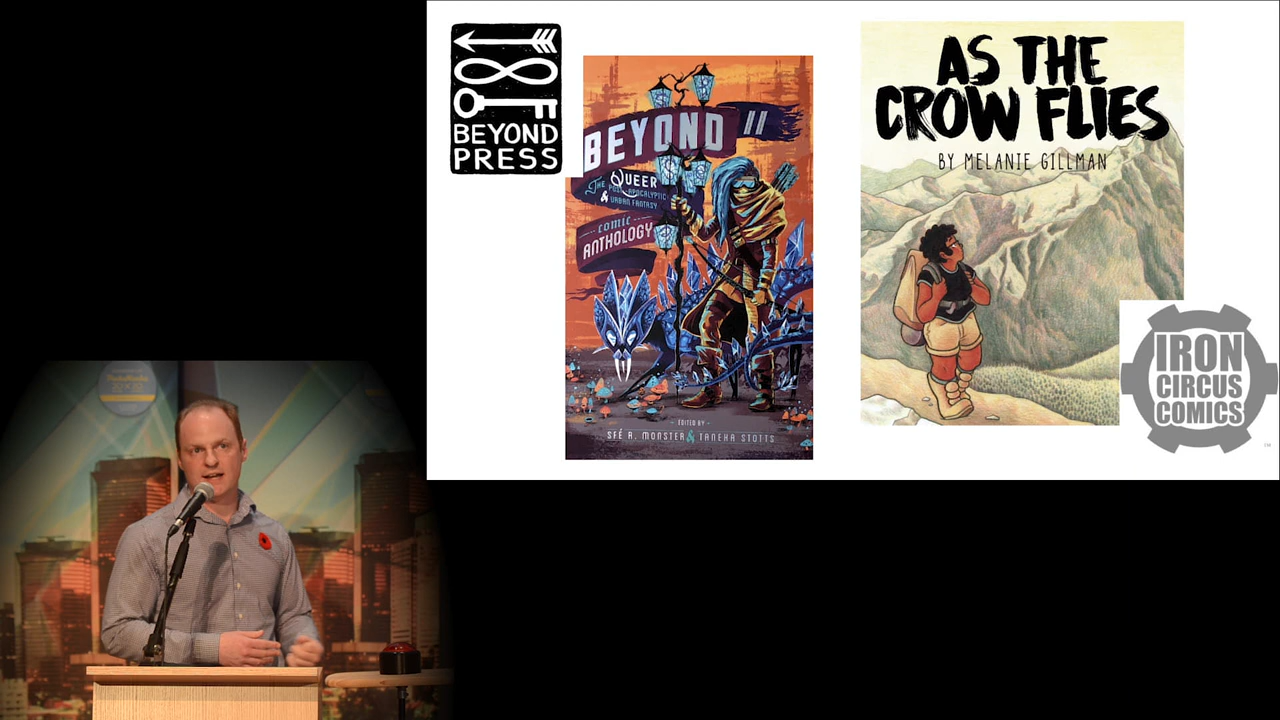 BEYOND
PRESS
BEYOND II
The QUEER
POST-APOCALYPTIC
& URBAN FANTASY
comic
ANTHOLOGY
EDITED BY
SFÉ R. MONSTER & TANEKA STOTTS
AS THE
CROW FLIES
BY MELANIE GILLMAN
IRON
CIRCUS
COMICS
TM